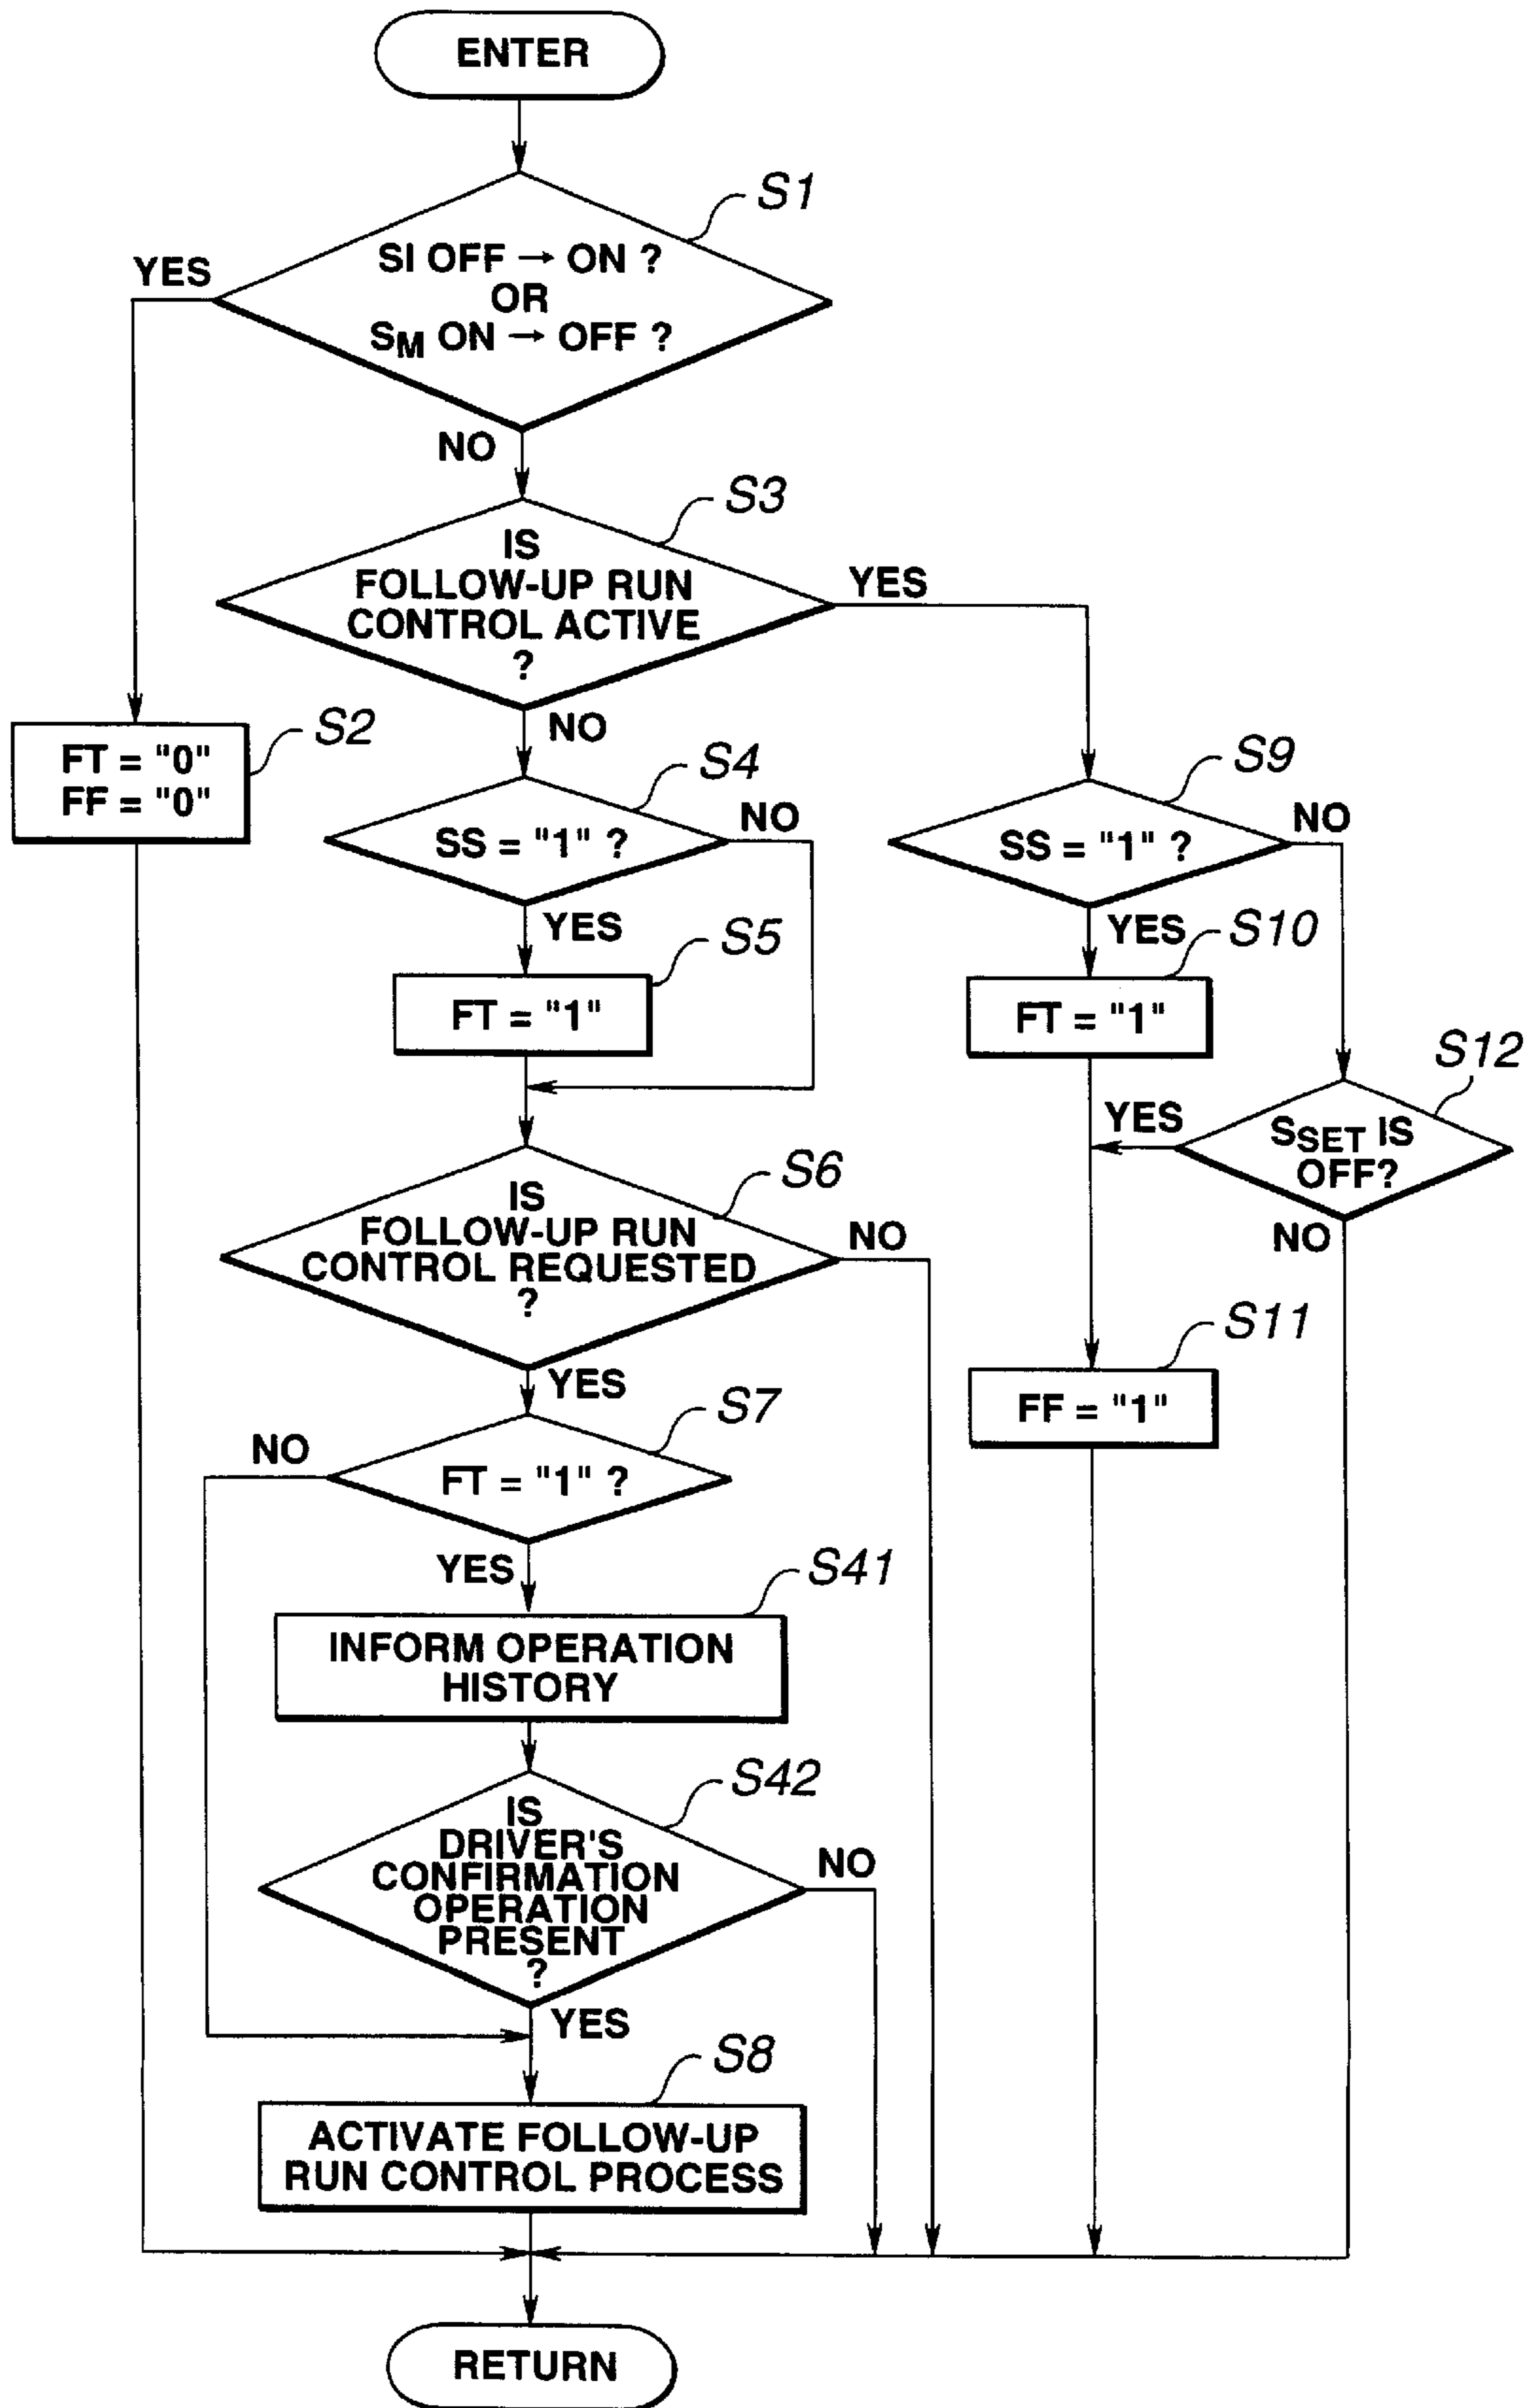 ENTER
S1
SI OFF → ON ?
OR
SM ON → OFF ?
YES
NO
S3
IS
FOLLOW-UP RUN
CONTROL ACTIVE
?
YES
NO
S2
FT = "0"
FF = "0"
S4
SS = "1" ?
NO
YES
S5
FT = "1"
S9
SS = "1" ?
NO
YES
S10
FT = "1"
S12
SSET IS
OFF?
YES
NO
S6
IS
FOLLOW-UP RUN
CONTROL REQUESTED
?
NO
YES
S11
FF = "1"
S7
FT = "1" ?
NO
YES
S41
INFORM OPERATION
HISTORY
S42
IS
DRIVER'S
CONFIRMATION
OPERATION
PRESENT
?
NO
YES
S8
ACTIVATE FOLLOW-UP
RUN CONTROL PROCESS
RETURN